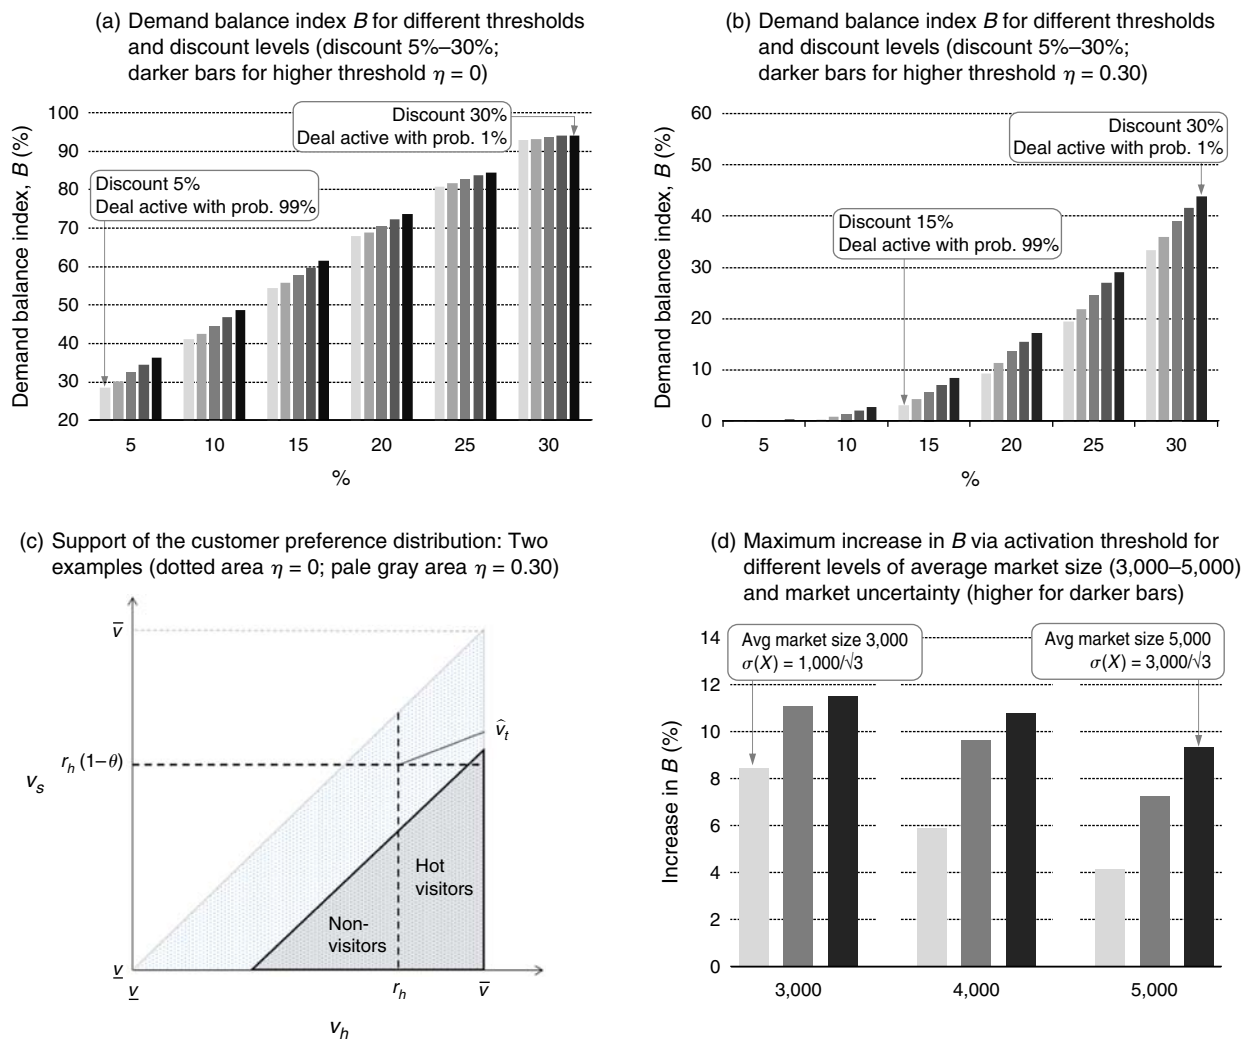 (a) Demand balance index B for different thresholds
and discount levels (discount 5%–30%;
darker bars for higher threshold η = 0)
Demand balance index, B (%)
100
90
80
70
60
50
40
30
20
Discount 30%
Deal active with prob. 1%
Discount 5%
Deal active with prob. 99%
5 10 15 20 25 30
%
(b) Demand balance index B for different thresholds
and discount levels (discount 5%–30%;
darker bars for higher threshold η = 0.30)
Demand balance index, B (%)
60
50
40
30
20
10
0
Discount 30%
Deal active with prob. 1%
Discount 15%
Deal active with prob. 99%
5 10 15 20 25 30
%
(c) Support of the customer preference distribution: Two
examples (dotted area η = 0; pale gray area η = 0.30)
v̅
v̂t
rh (1–θ)
vs
Hot
visitors
Non-
visitors
v̲
v̲ rh v̅
vh
(d) Maximum increase in B via activation threshold for
different levels of average market size (3,000–5,000)
and market uncertainty (higher for darker bars)
Increase in B (%)
14
12
10
8
6
4
2
0
Avg market size 3,000
σ(X) = 1,000/√3
Avg market size 5,000
σ(X) = 3,000/√3
3,000 4,000 5,000